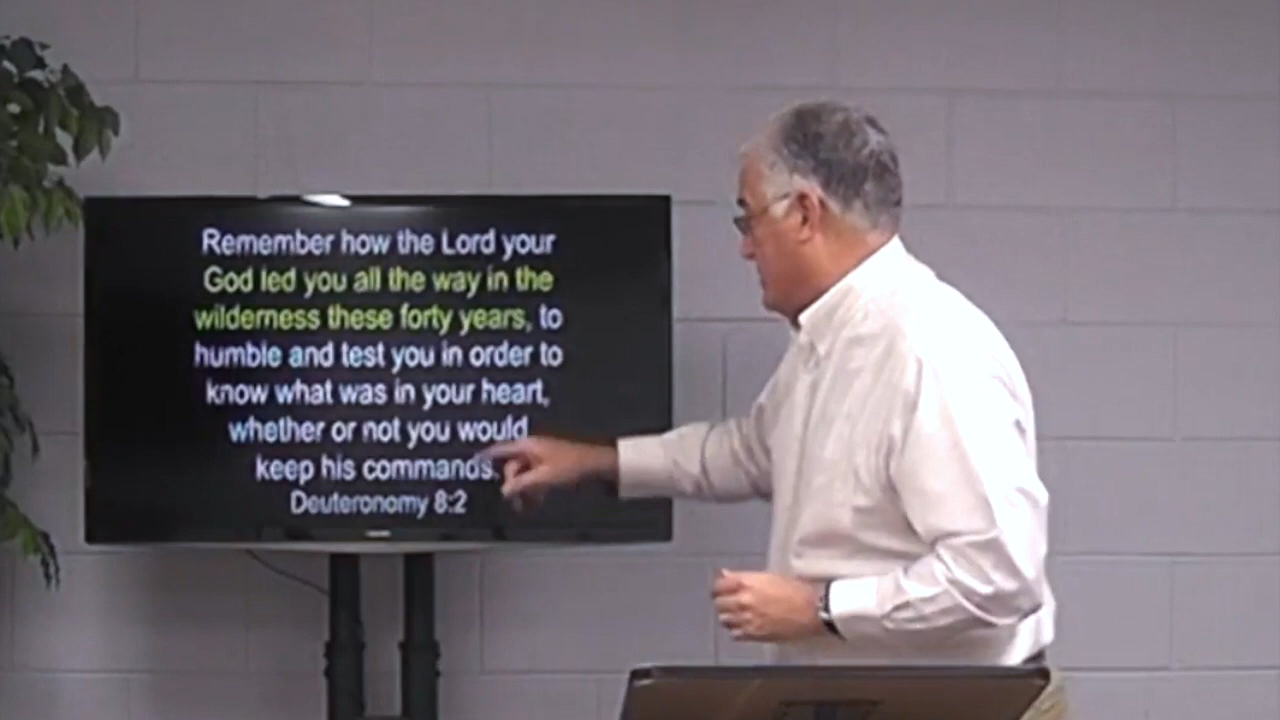 Remember how the Lord your
God led you all the way in the
wilderness these forty years, to
humble and test you in order to
know what was in your heart,
whether or not you would
keep his commands.
Deuteronomy 8:2